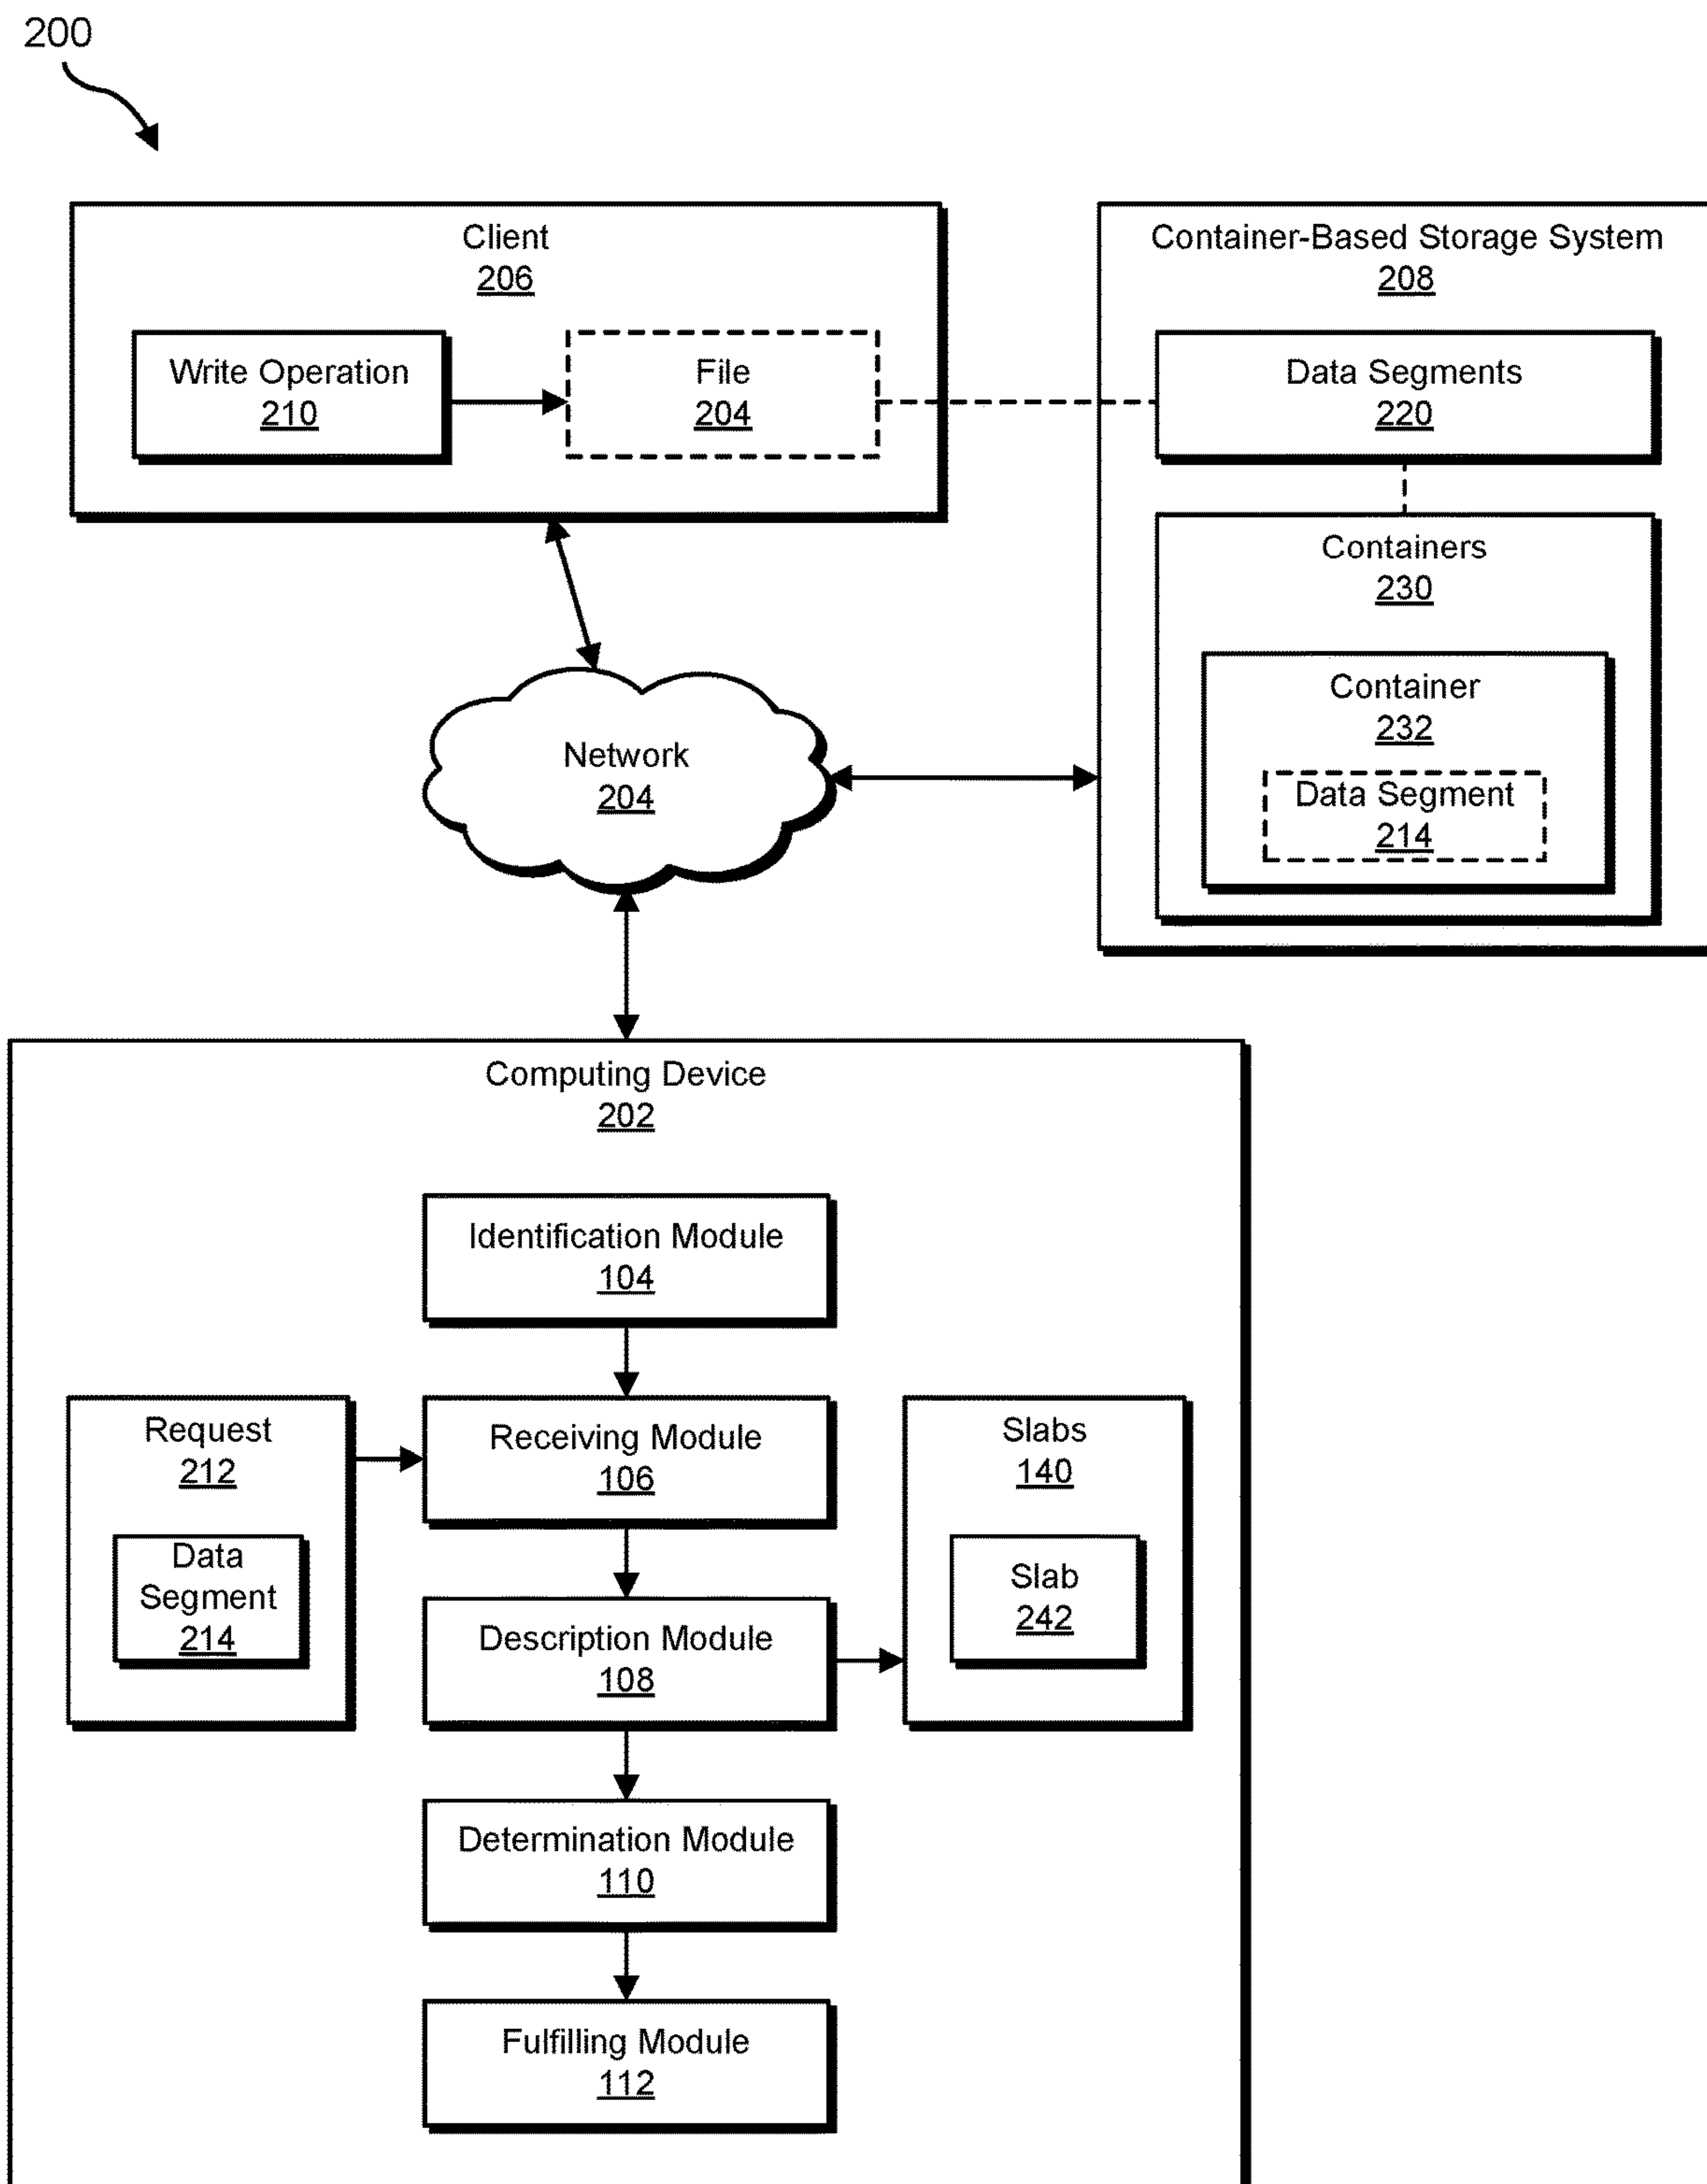 200
Client
206
Write Operation
210
File
204
Container-Based Storage System
208
Data Segments
220
Containers
230
Container
232
Data Segment
214
Network
204
Computing Device
202
Identification Module
104
Request
212
Data
Segment
214
Receiving Module
106
Description Module
108
Slabs
140
Slab
242
Determination Module
110
Fulfilling Module
112